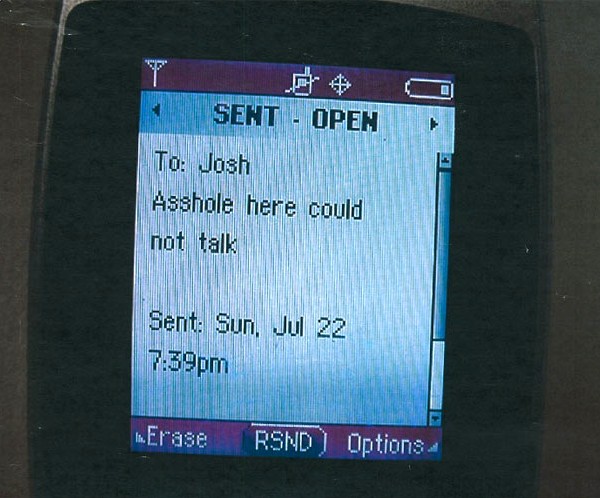 SENT - OPEN
To: Josh
Asshole here could
not talk
Sent: Sun, Jul 22
7:39pm
Erase RSND Options